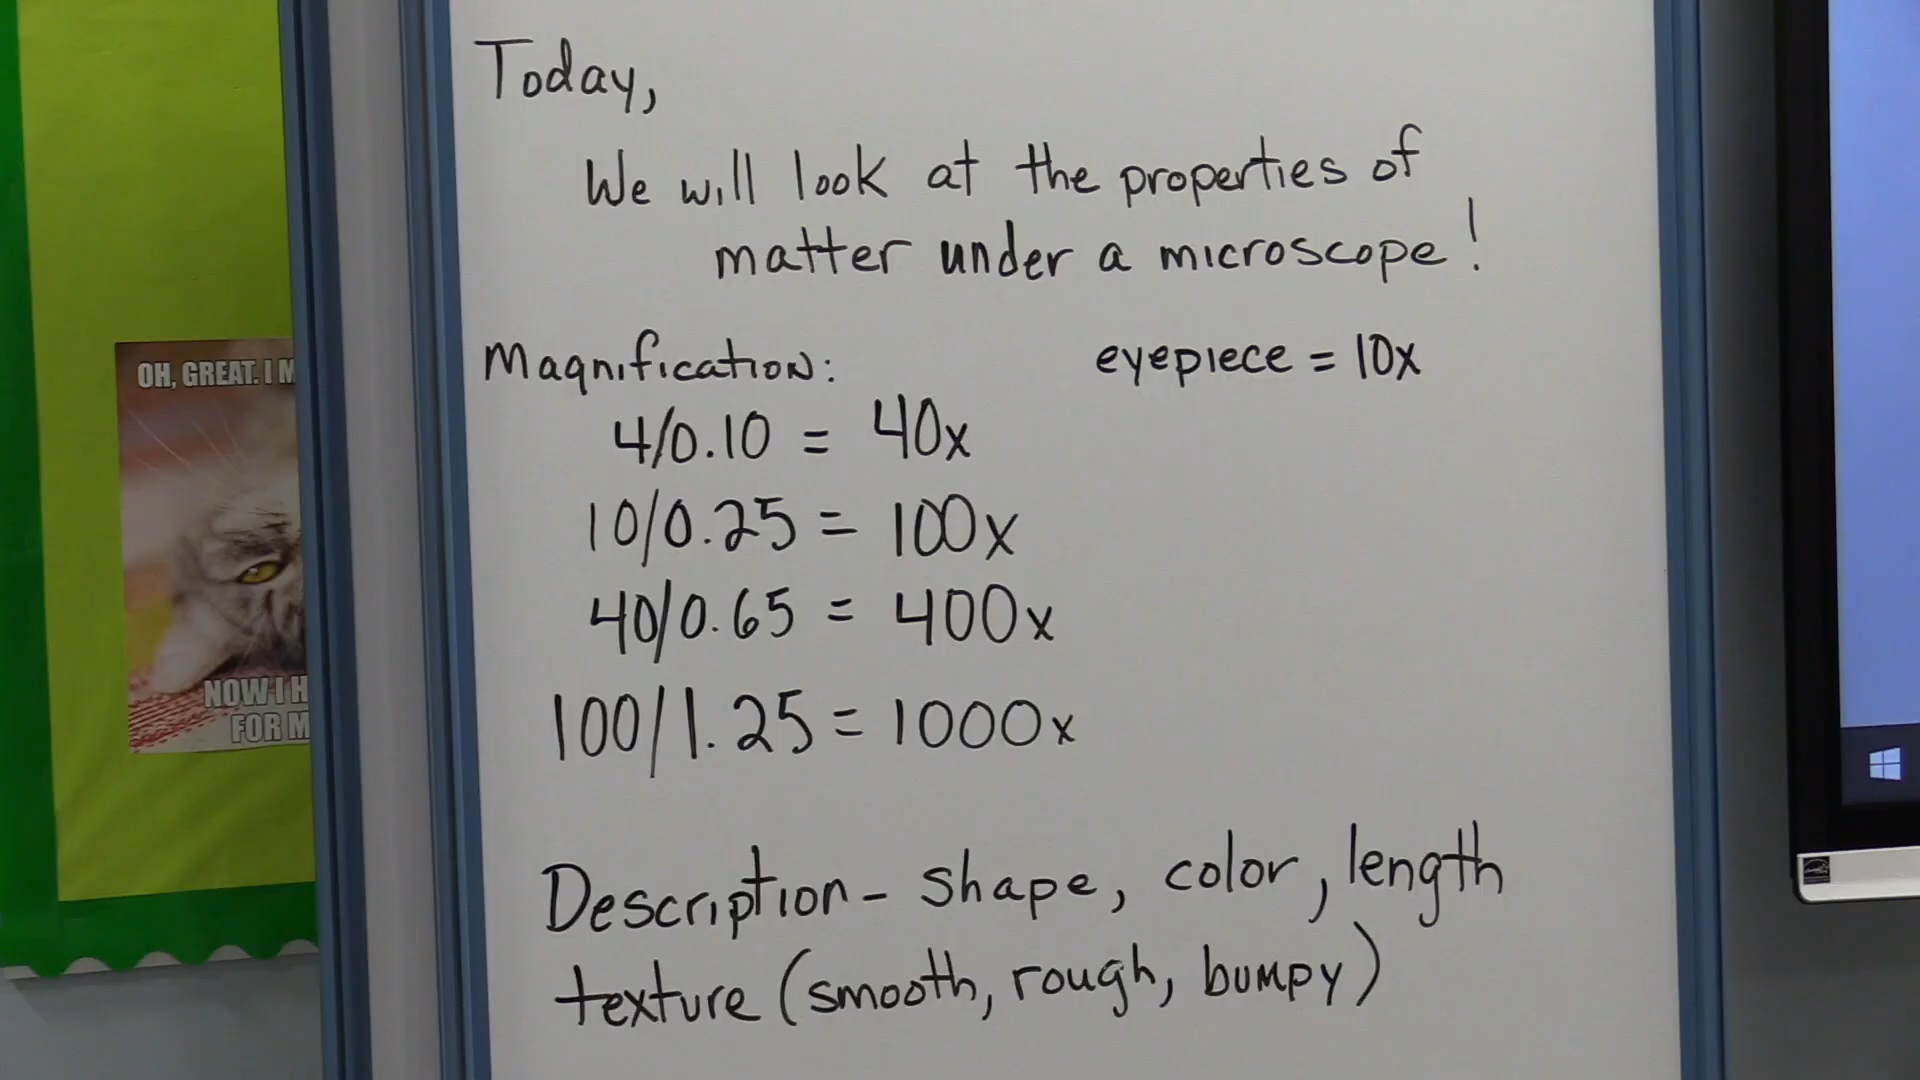 Today,
We will look at the properties of
matter under a microscope!
Magnification:
eyepiece = 10x
4/0.10 = 40x
10/0.25 = 100x
40/0.65 = 400x
100/1.25 = 1000x
Description - shape, color, length
texture (smooth, rough, bumpy)
OH, GREAT. I M
NOW I H
FOR M